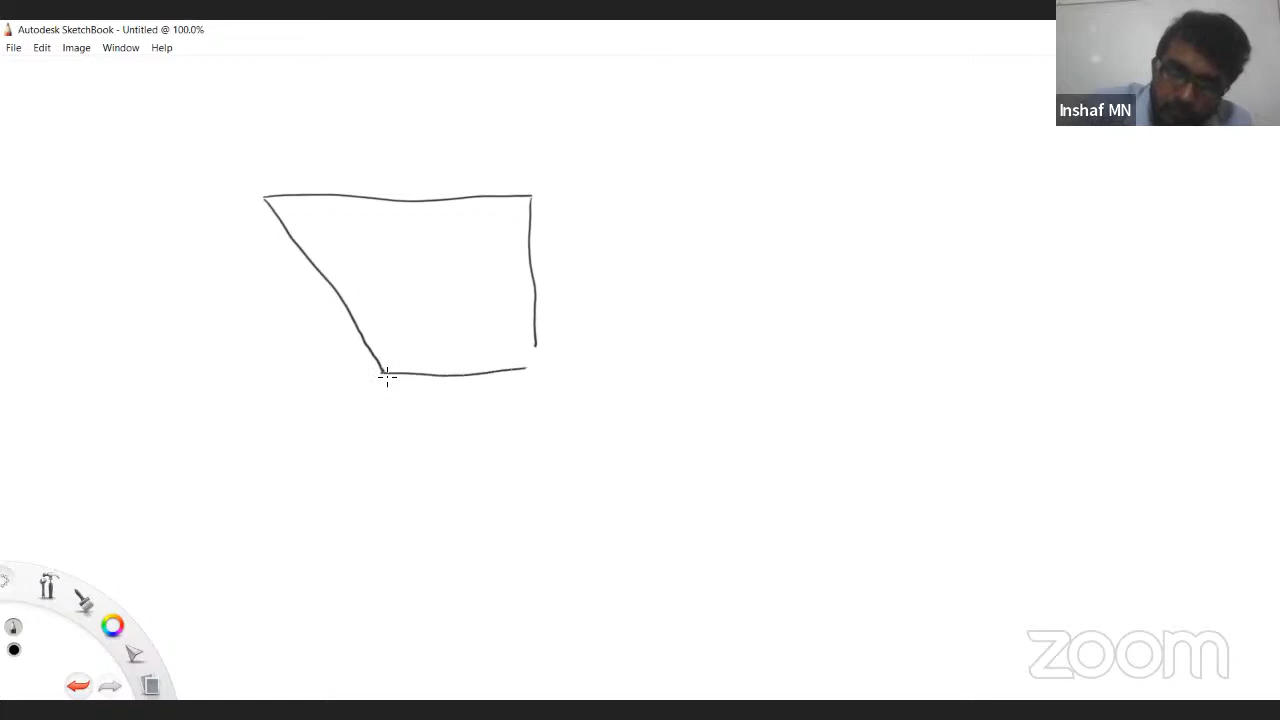 Autodesk SketchBook - Untitled @ 100.0%
File Edit Image Window Help
Inshaf MN
zoom